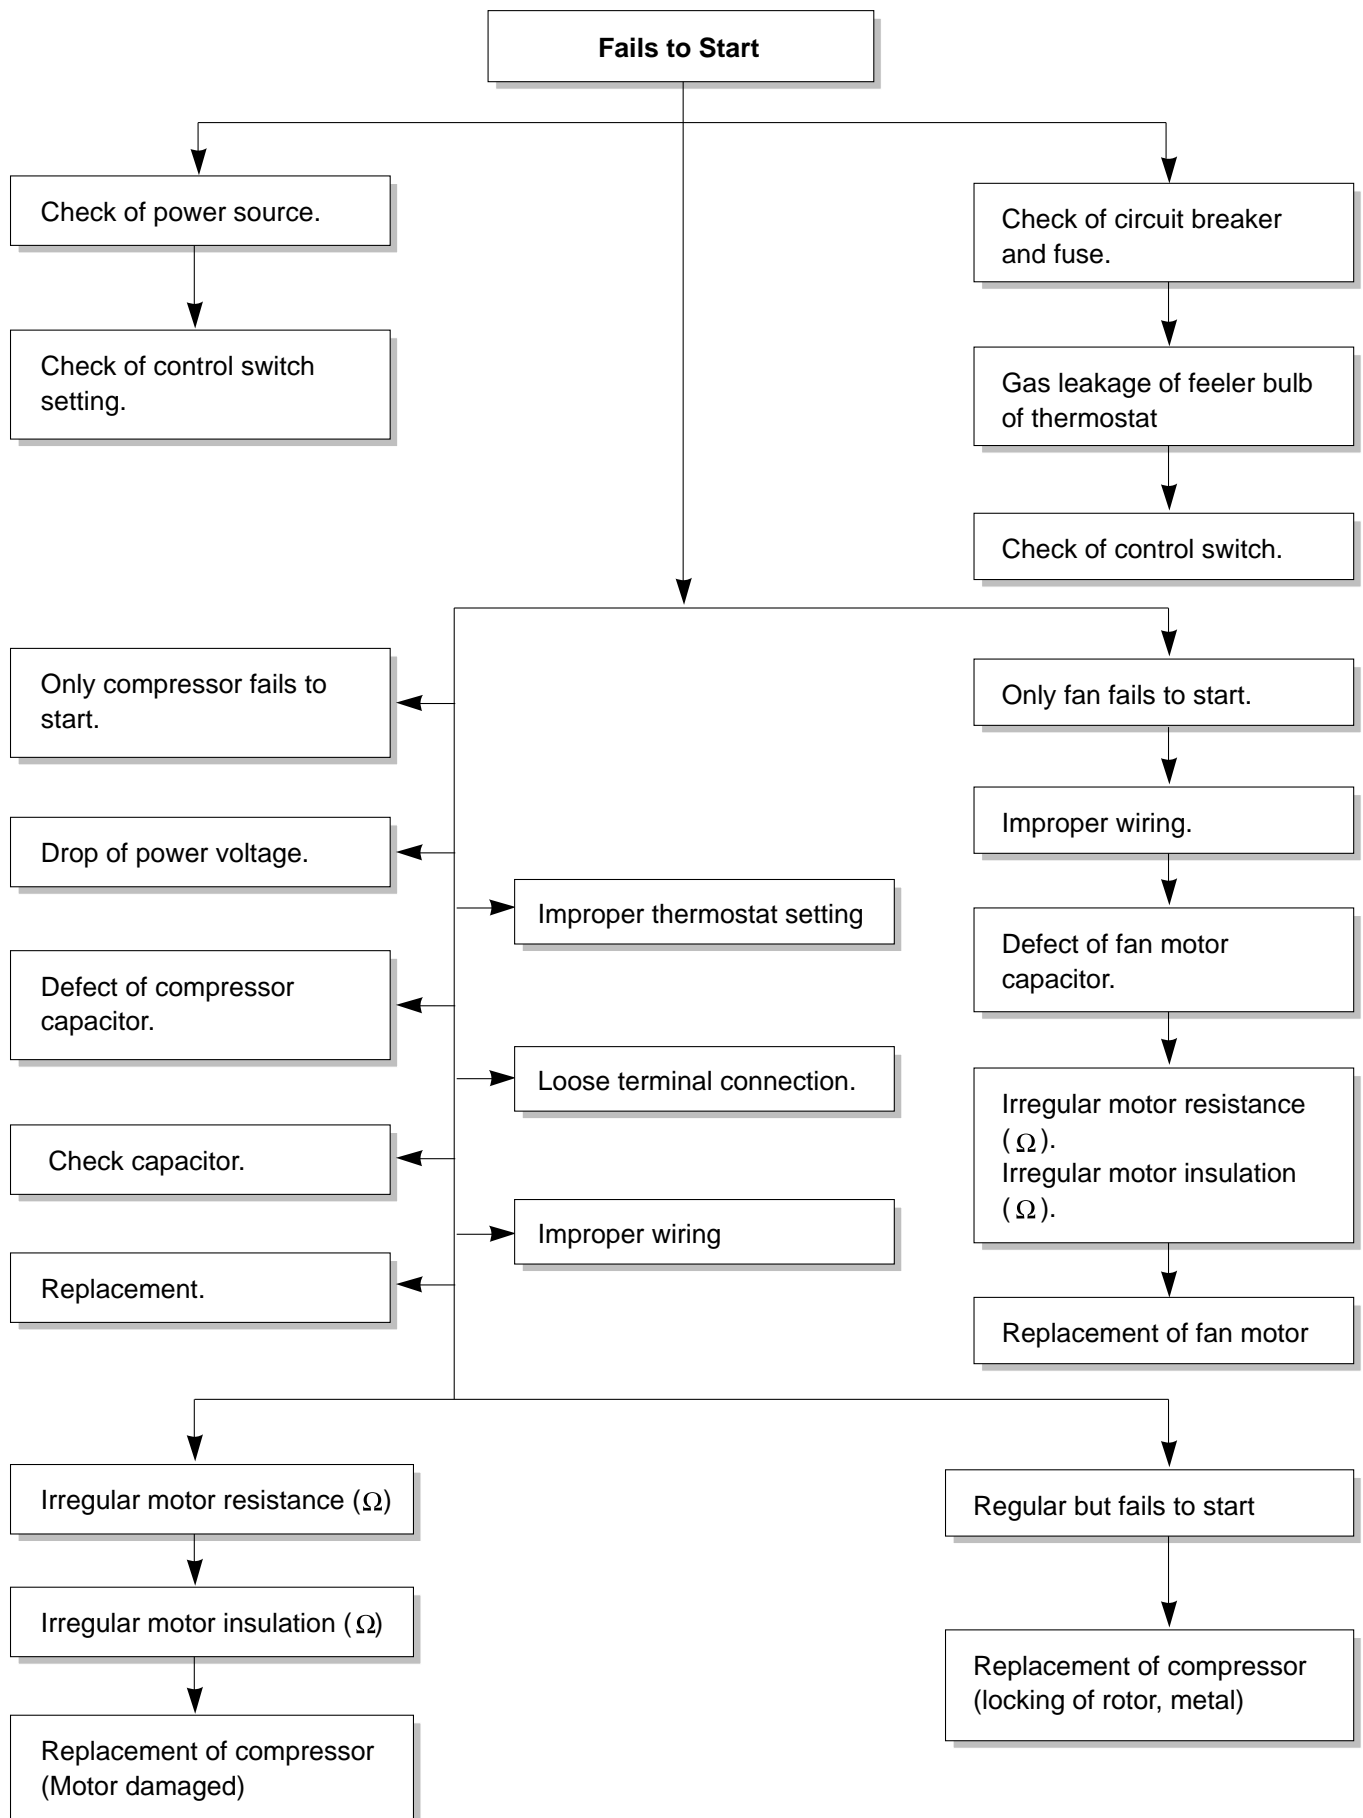 Fails to Start
Check of power source.
Check of control switch
setting.
Check of circuit breaker
and fuse.
Gas leakage of feeler bulb
of thermostat
Check of control switch.
Only compressor fails to
start.
Drop of power voltage.
Defect of compressor
capacitor.
Check capacitor.
Replacement.
Improper thermostat setting
Loose terminal connection.
Improper wiring
Only fan fails to start.
Improper wiring.
Defect of fan motor
capacitor.
Irregular motor resistance
(Ω).
Irregular motor insulation
(Ω).
Replacement of fan motor
Irregular motor resistance (Ω)
Irregular motor insulation (Ω)
Replacement of compressor
(Motor damaged)
Regular but fails to start
Replacement of compressor
(locking of rotor, metal)